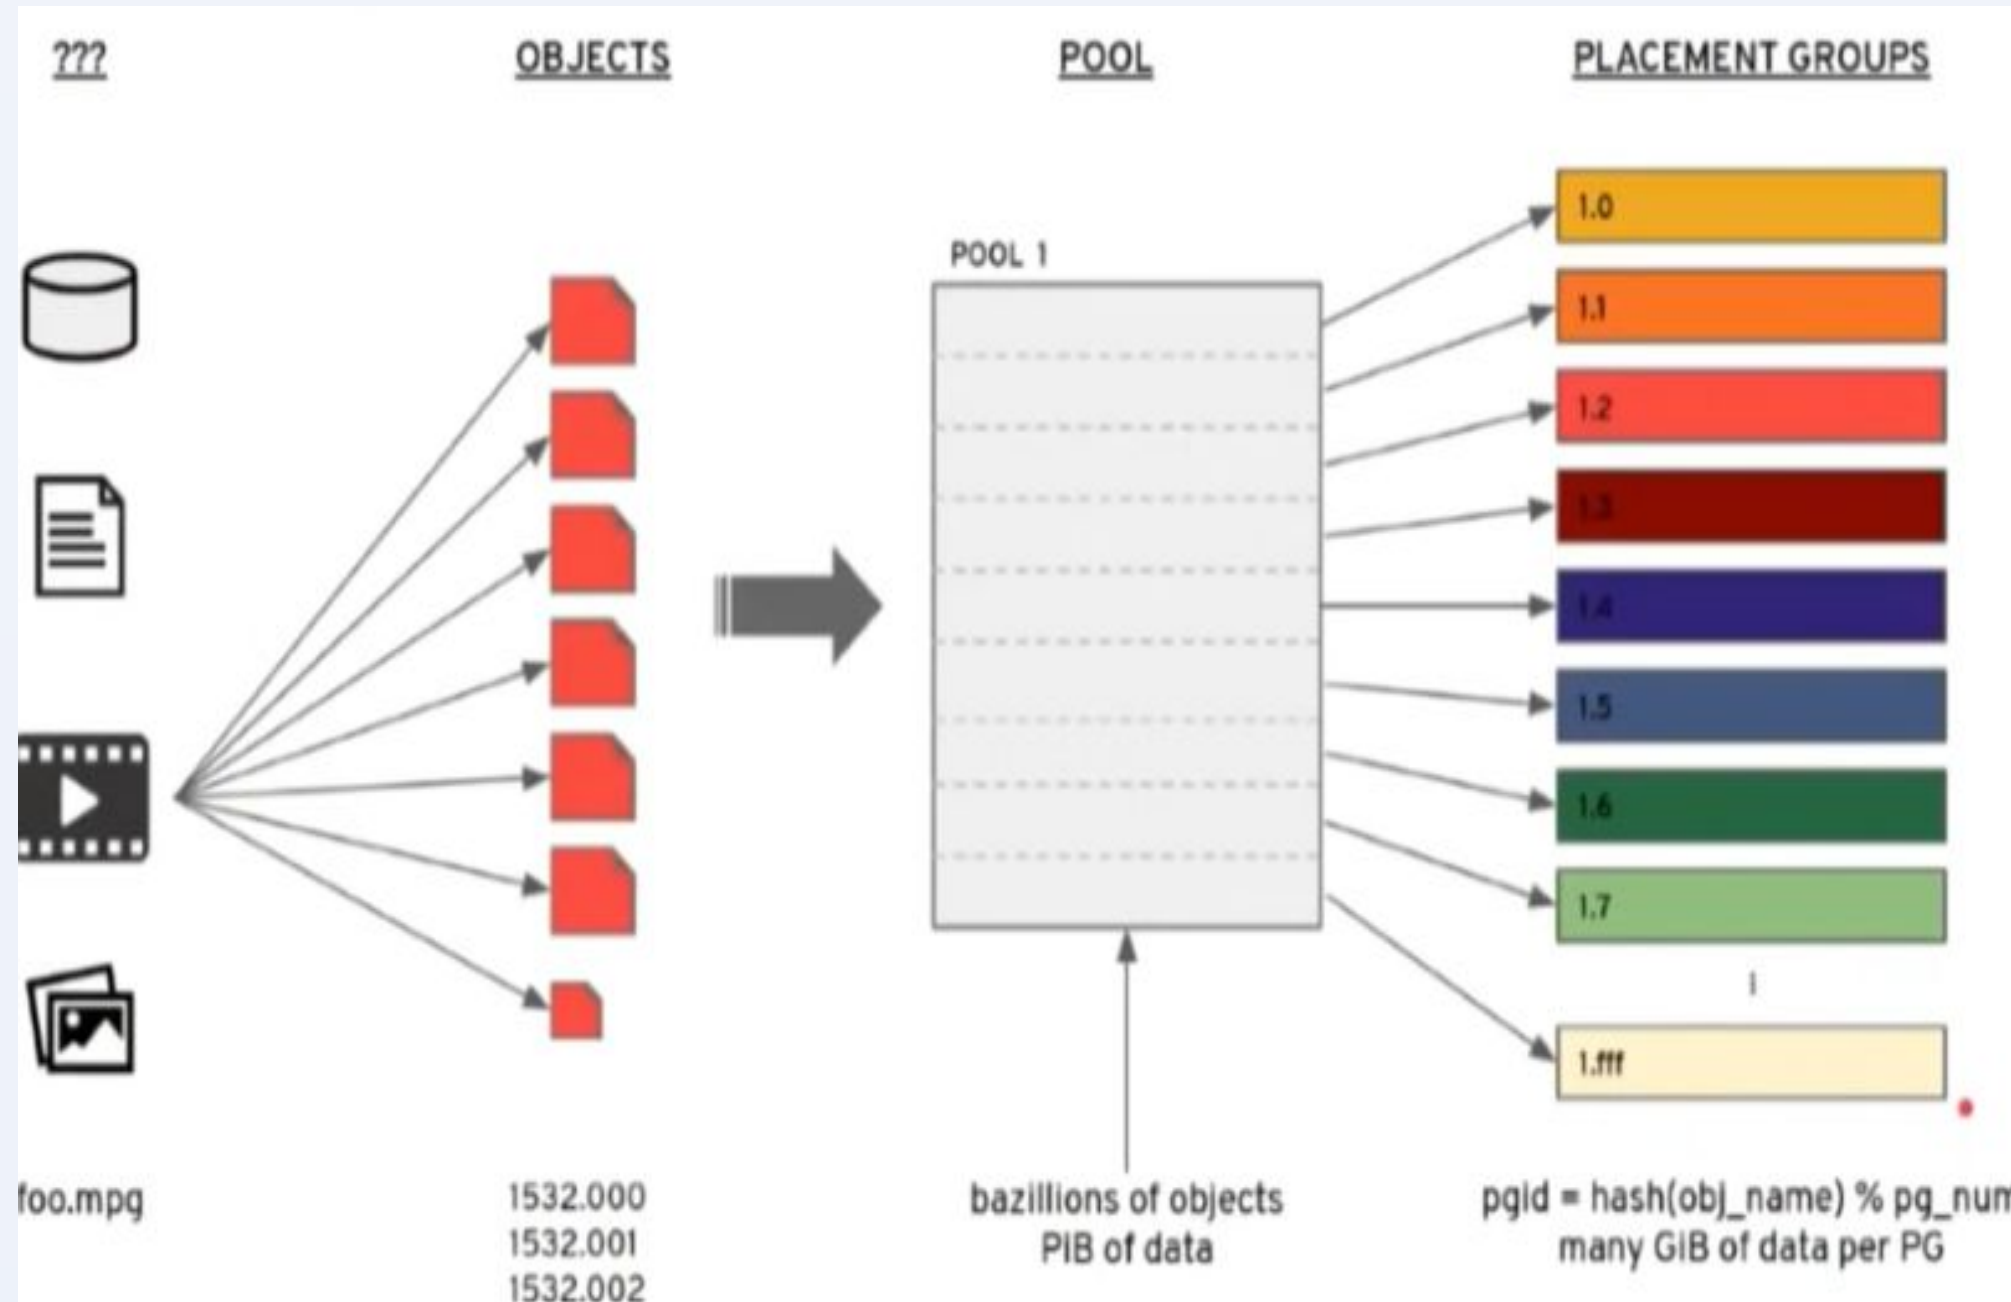 ???
OBJECTS
POOL
PLACEMENT GROUPS
POOL 1
1.0
1.1
1.2
1.3
1.4
1.5
1.6
1.7
1.fff
foo.mpg
1532.000
1532.001
1532.002
bazillions of objects
PiB of data
pgid = hash(obj_name) % pg_num
many GiB of data per PG